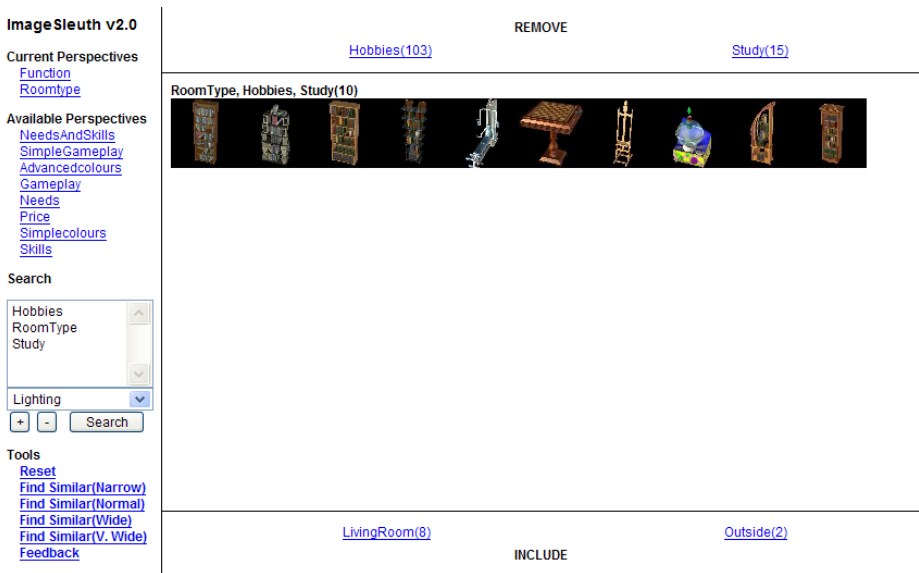 ImageSleuth v2.0
Current Perspectives
Function
Roomtype
Available Perspectives
NeedsAndSkills
SimpleGameplay
Advancedcolours
Gameplay
Needs
Price
Simplecolours
Skills
Search
Hobbies
RoomType
Study
Lighting
+ - Search
Tools
Reset
Find Similar(Narrow)
Find Similar(Normal)
Find Similar(Wide)
Find Similar(V. Wide)
Feedback
REMOVE
Hobbies(103) Study(15)
RoomType, Hobbies, Study(10)
LivingRoom(8) Outside(2)
INCLUDE